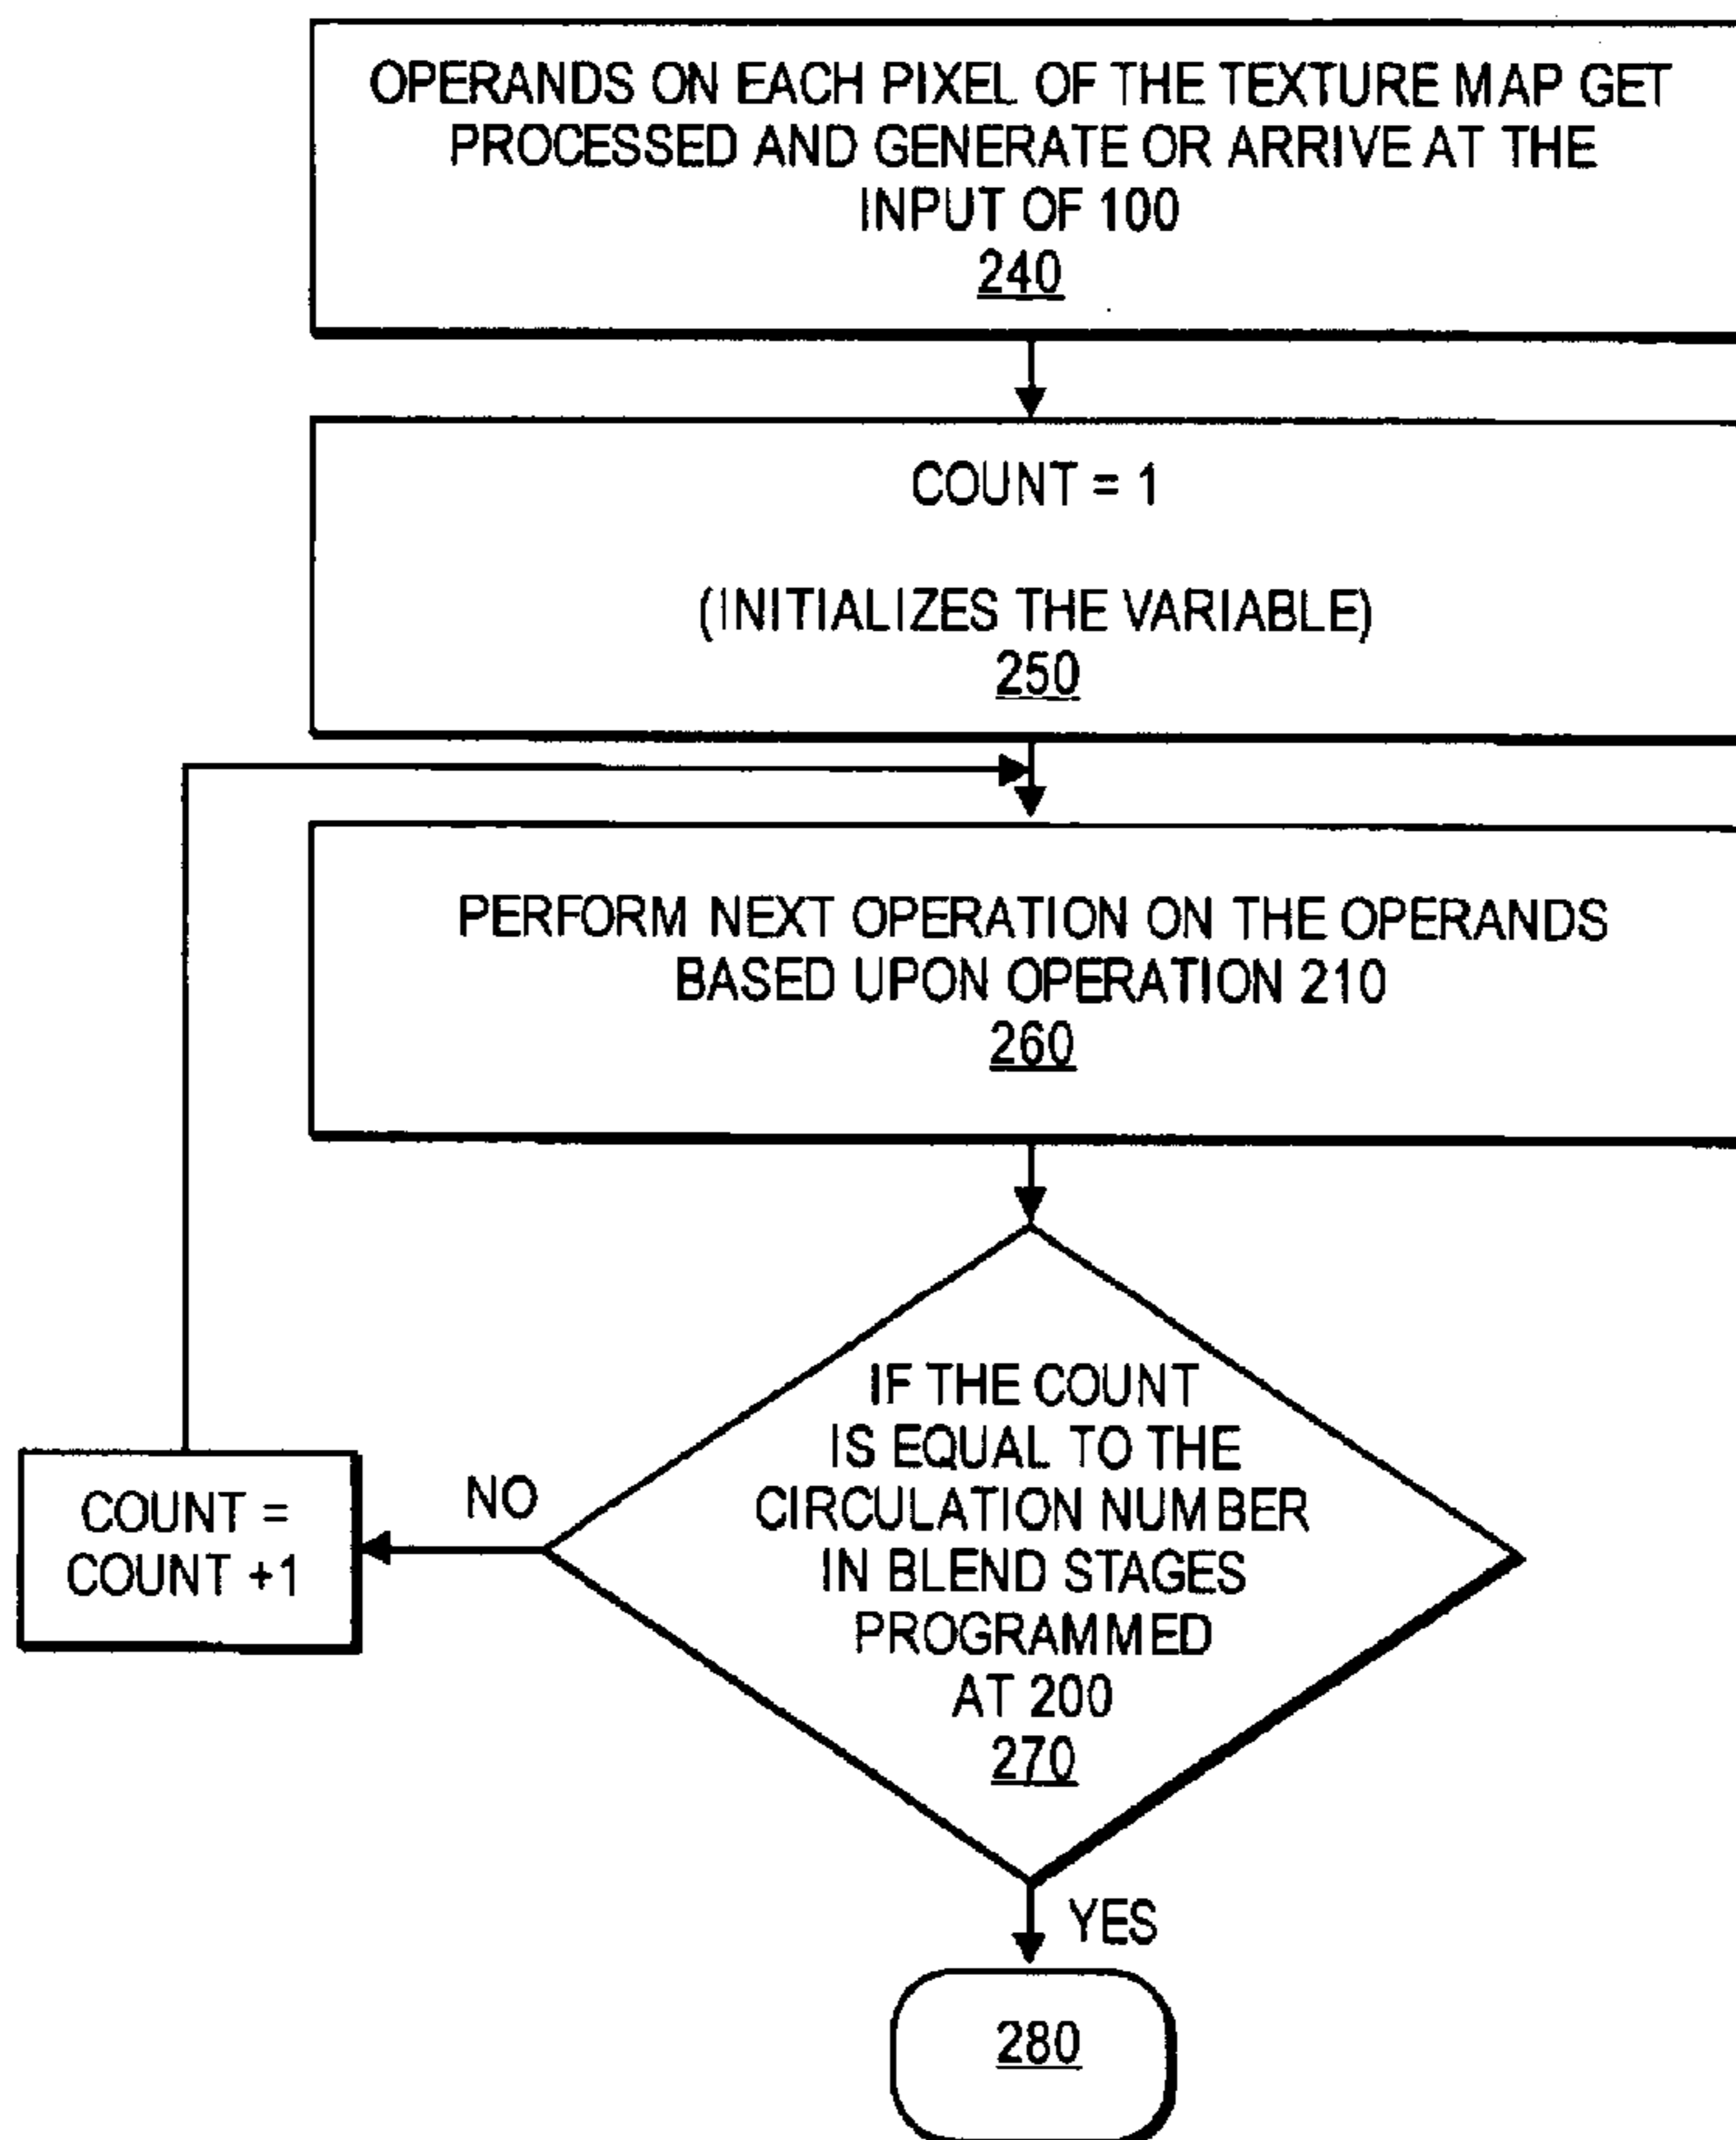 OPERANDS ON EACH PIXEL OF THE TEXTURE MAP GET
PROCESSED AND GENERATE OR ARRIVE AT THE
INPUT OF 100
240
COUNT = 1
(INITIALIZES THE VARIABLE)
250
PERFORM NEXT OPERATION ON THE OPERANDS
BASED UPON OPERATION 210
260
IF THE COUNT
IS EQUAL TO THE
CIRCULATION NUMBER
IN BLEND STAGES
PROGRAMMED
AT 200
270
NO
COUNT =
COUNT +1
YES
280